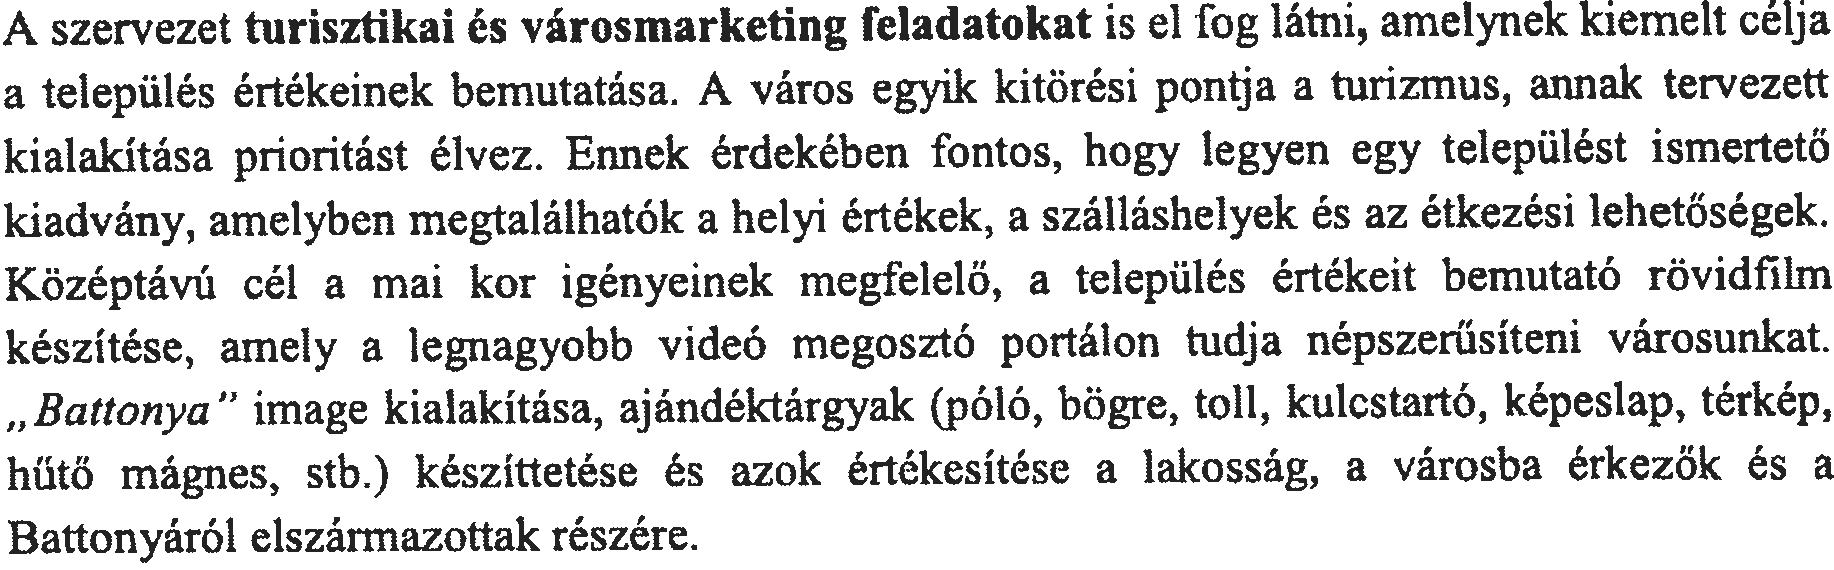 A szervezet turisztikai és városmarketing feladatokat is el fog látni, amelynek kiemelt célja
a település értékeinek bemutatása. A város egyik kitörési pontja a turizmus, annak tervezett
kialakítása prioritást élvez. Ennek érdekében fontos, hogy legyen egy települést ismertető
kiadvány, amelyben megtalálhatók a helyi értékek, a szálláshelyek és az étkezési lehetőségek.
Középtávú cél a mai kor igényeinek megfelelő, a település értékeit bemutató rövidfilm
készítése, amely a legnagyobb videó megosztó portálon tudja népszerűsíteni városunkat.
„Battonya” image kialakítása, ajándéktárgyak (póló, bögre, toll, kulcstartó, képeslap, térkép,
hűtő mágnes, stb.) készíttetése és azok értékesítése a lakosság, a városba érkezők és a
Battonyáról elszármazottak részére.